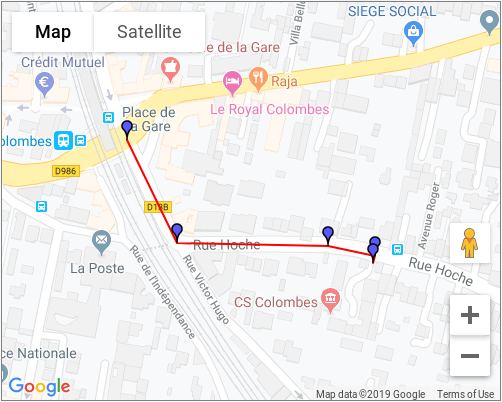 Map
Satellite
SIEGE SOCIAL
Villa Belle
e de la Gare
Crédit Mutuel
Raja
Le Royal Colombes
Place de
la Gare
olombes
D986
D13B
Avenue Roger
Rue Hoche
La Poste
Rue de l'Indépendance
Rue Victor Hugo
Rue Hoche
CS Colombes
ce Nationale
Google
Map data ©2019 Google
Terms of Use